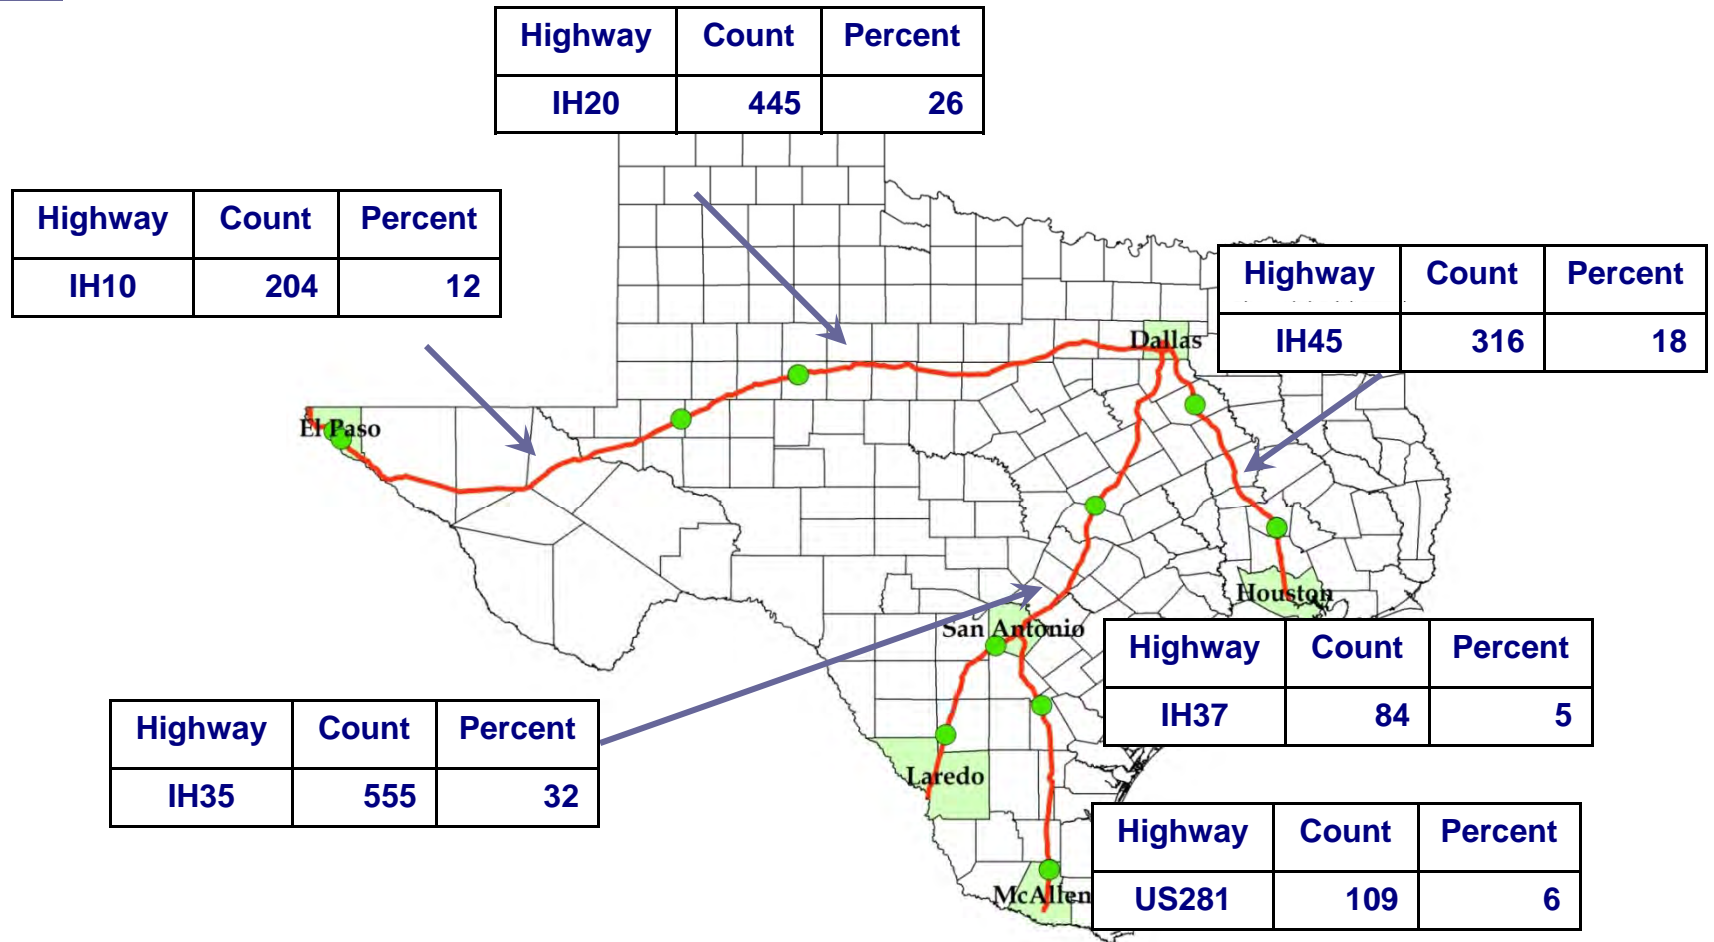 Highway Count Percent
IH20 445 26
Highway Count Percent
IH10 204 12
Highway Count Percent
IH45 316 18
Dallas
El Paso
Houston
San Antonio
Highway Count Percent
IH37 84 5
Highway Count Percent
IH35 555 32
Laredo
Highway Count Percent
US281 109 6
McAllen